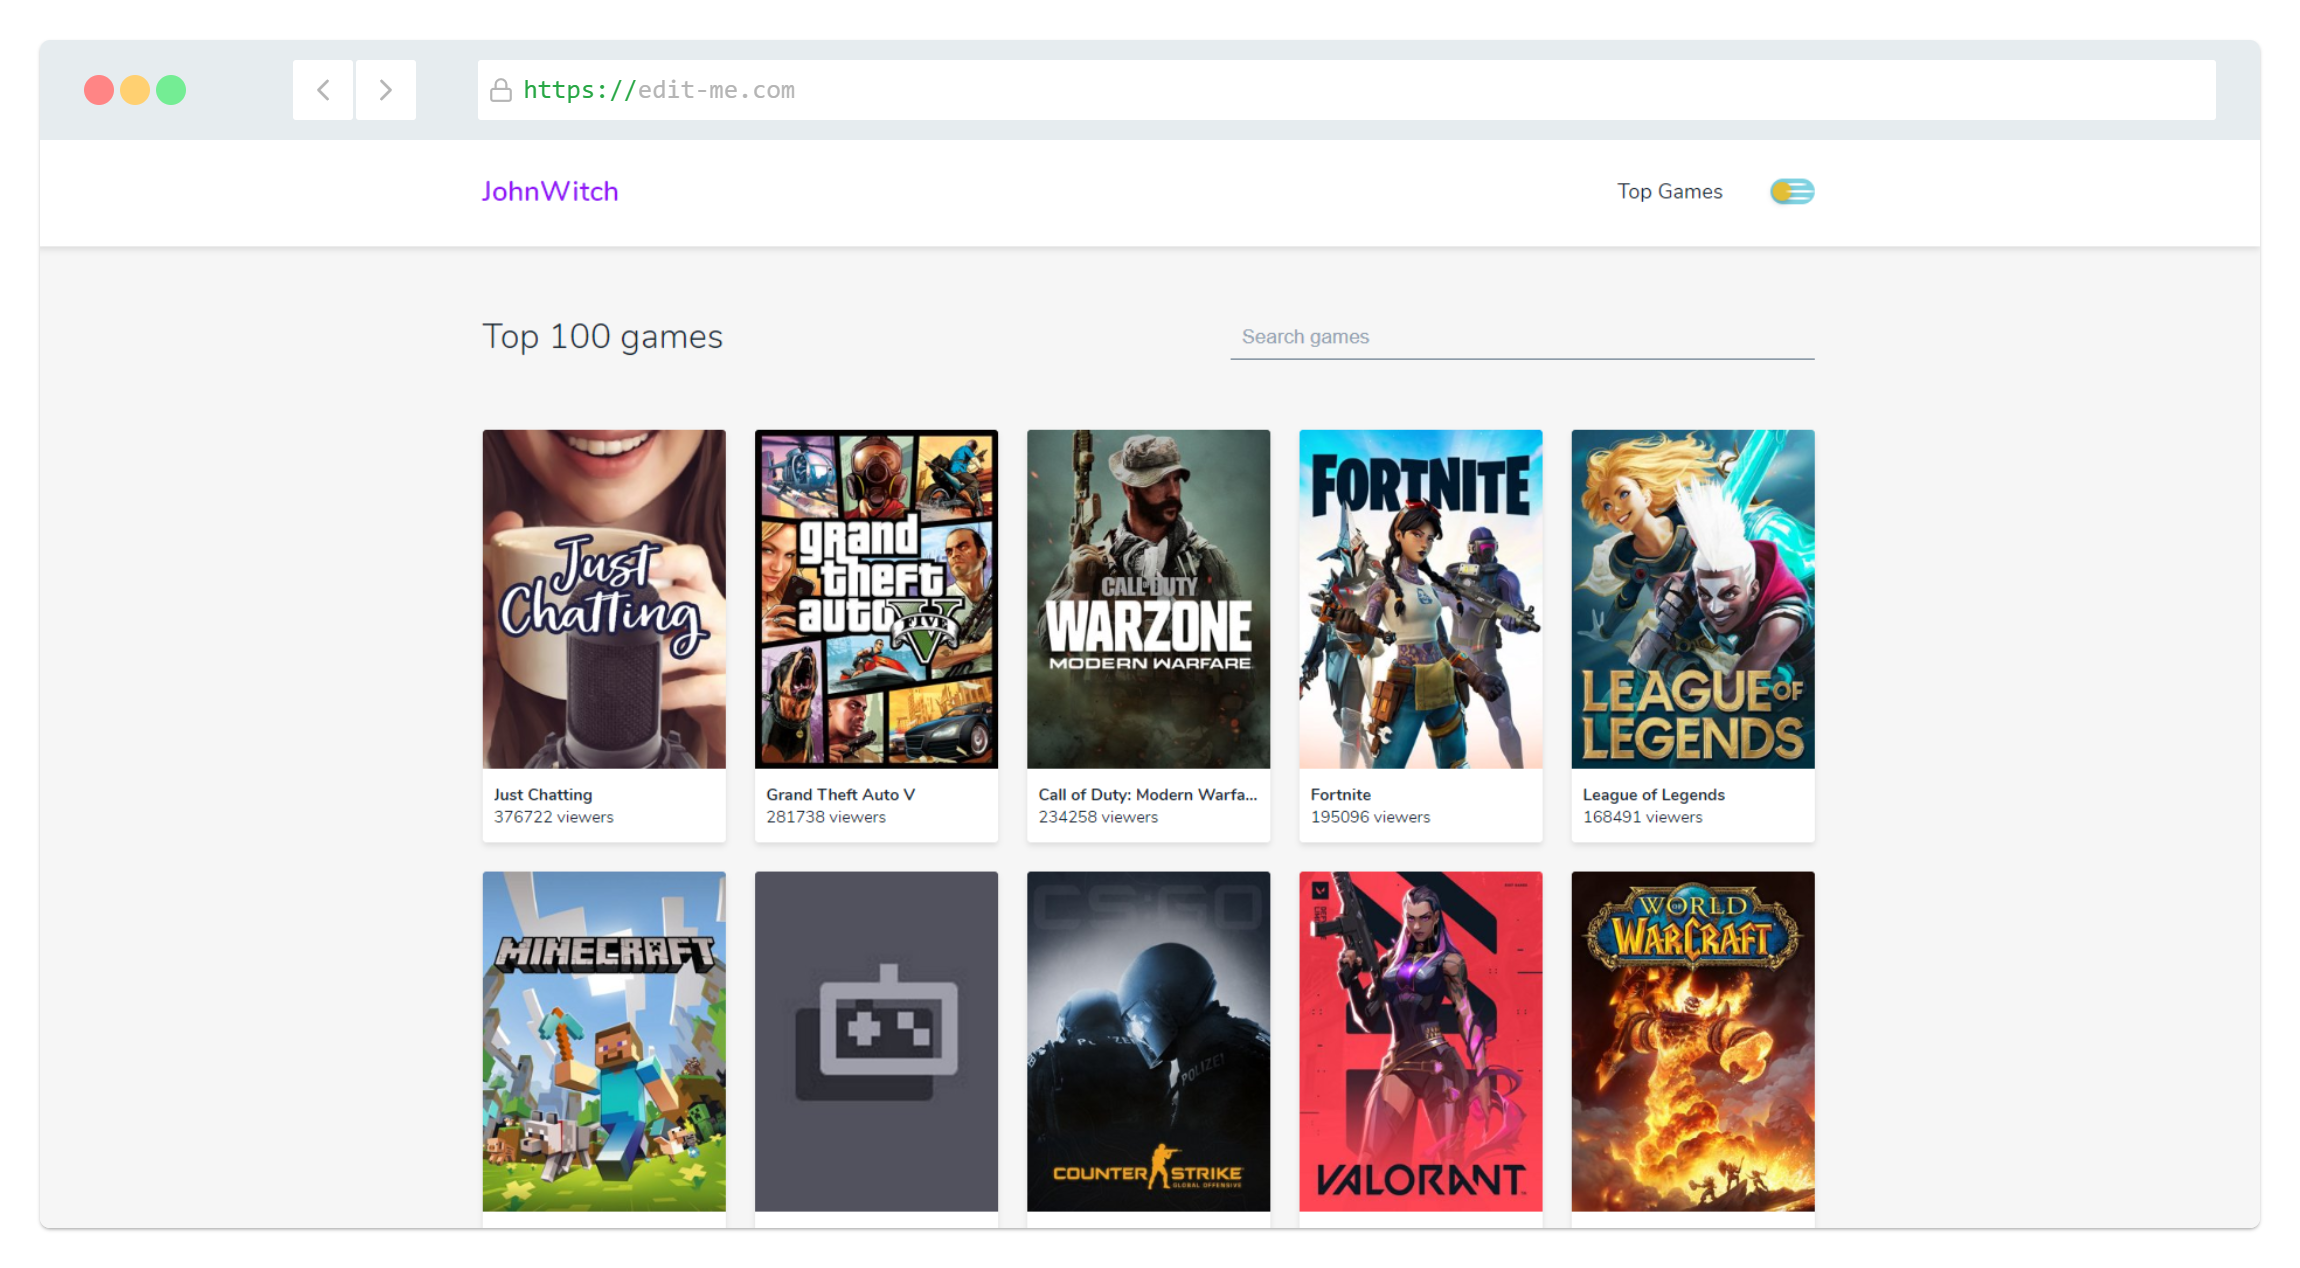 https://edit-me.com
JohnWitch
Top Games
Top 100 games
Search games
Just
Chatting
grand
theft
auto
V
FIVE
CALL OF DUTY
WARZONE
MODERN WARFARE
FORTNITE
LEAGUE OF
LEGENDS
Just Chatting
376722 viewers
Grand Theft Auto V
281738 viewers
Call of Duty: Modern Warfa...
234258 viewers
Fortnite
195096 viewers
League of Legends
168491 viewers
MINECRAFT
CS:GO
POLIZEI
COUNTER STRIKE
GLOBAL OFFENSIVE
VALORANT
WORLD
OF
WARCRAFT